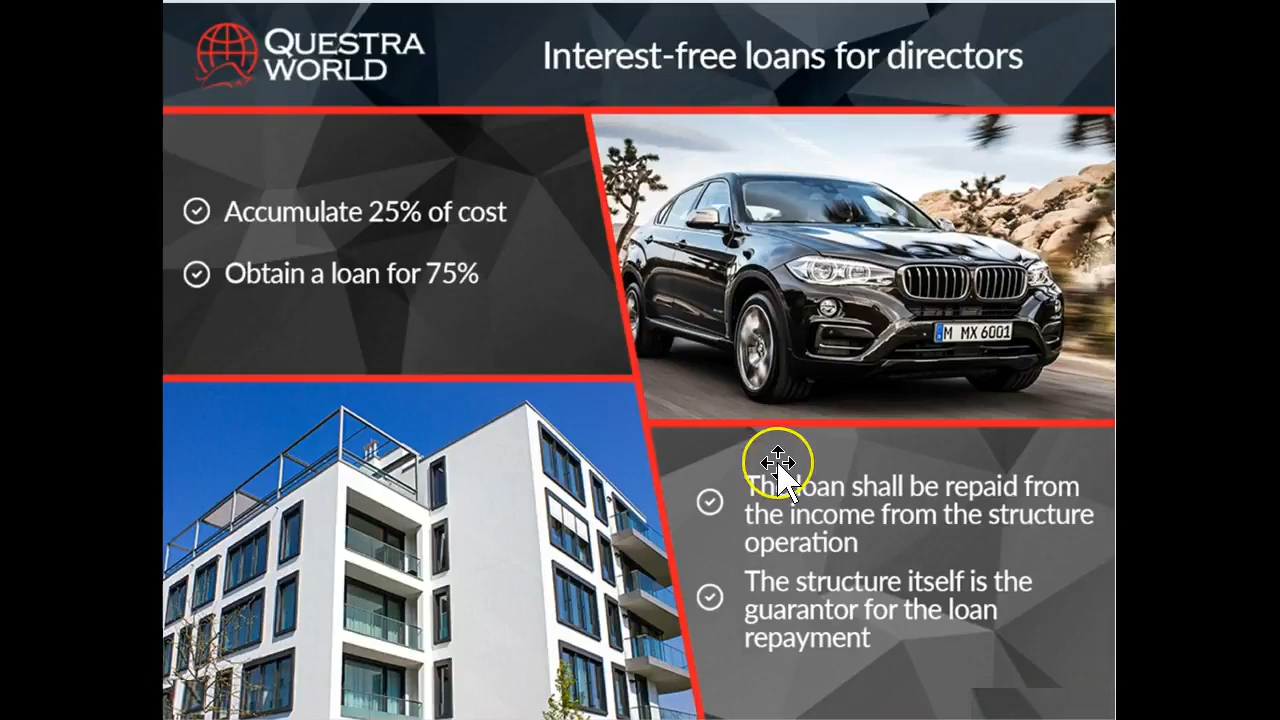 QUESTRA
WORLD
Interest-free loans for directors
Accumulate 25% of cost
Obtain a loan for 75%
M MX 6001
loan shall be repaid from
the income from the structure
operation
The structure itself is the
guarantor for the loan
repayment